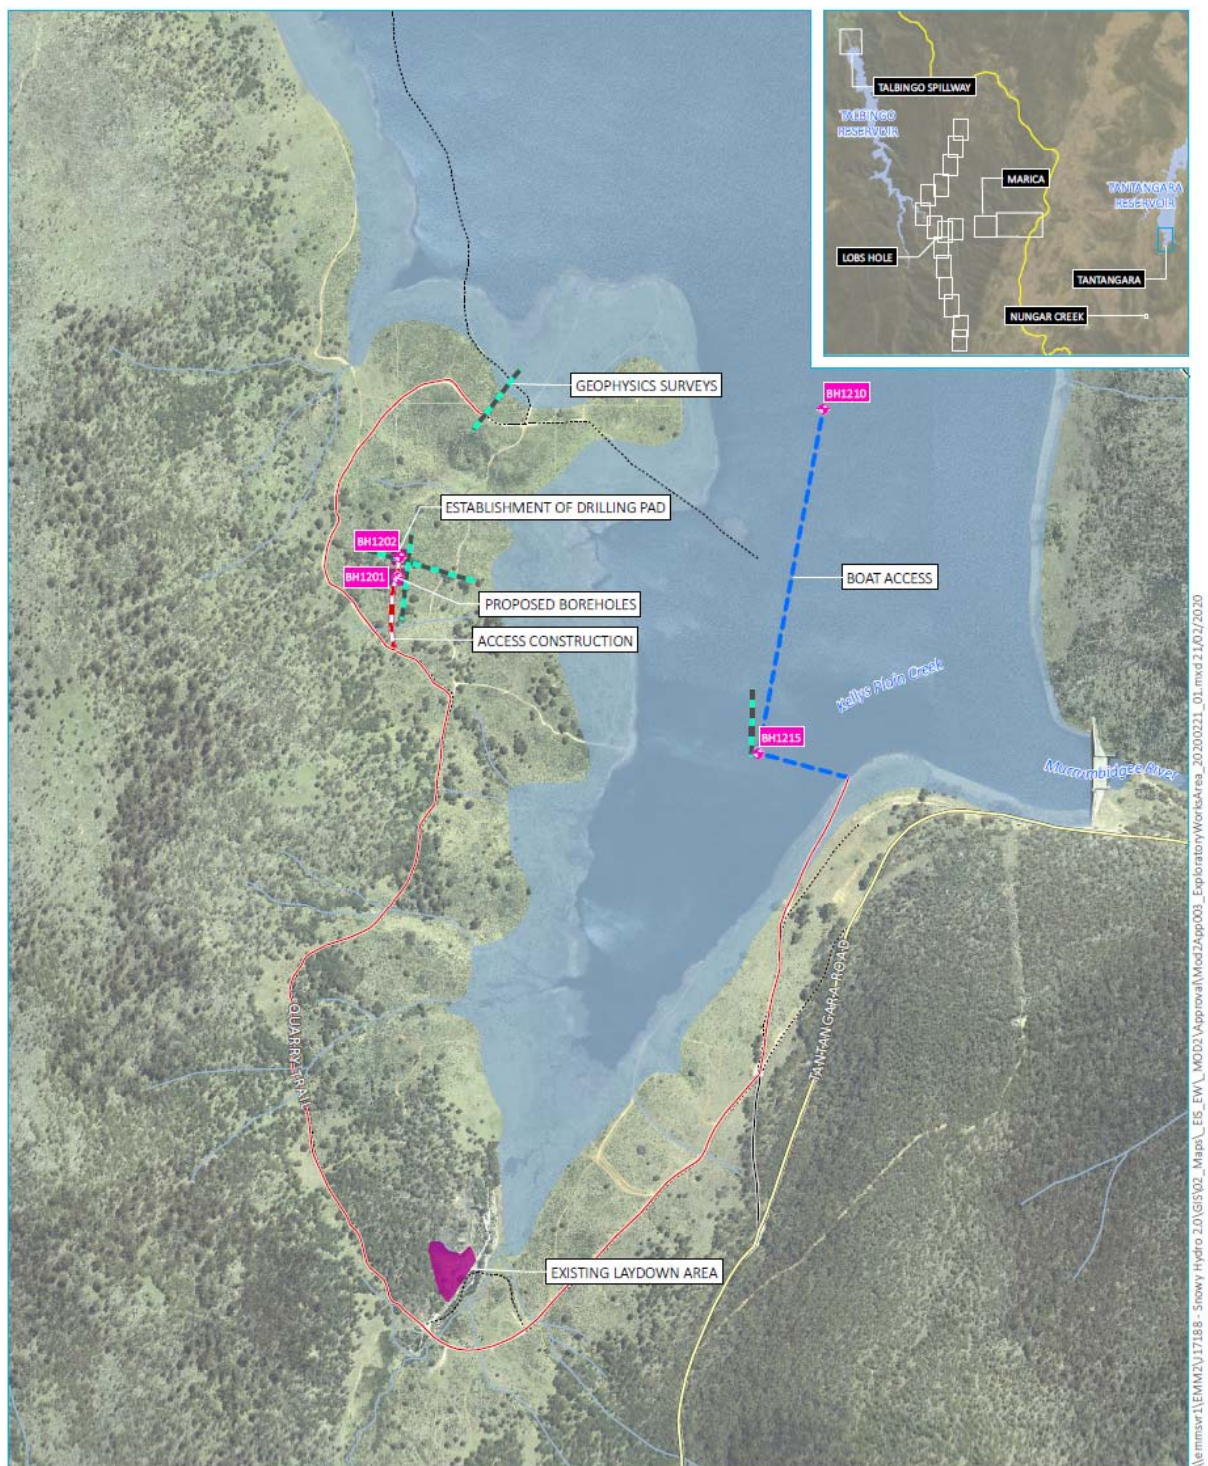 TALBINGO SPILLWAY
TALBINGO
RESERVOIR
MARICA
TANTANGARA
RESERVOIR
LOBS HOLE
TANTANGARA
NUNGAR CREEK
GEOPHYSICS SURVEYS
BH1210
ESTABLISHMENT OF DRILLING PAD
BH1202
BH1201
BOAT ACCESS
PROPOSED BOREHOLES
ACCESS CONSTRUCTION
Kellys Plain Creek
BH1215
Murrumbidgee River
TANTANGARA ROAD
QUARRY TRAIL
EXISTING LAYDOWN AREA
\\emmsvr1\EMM2\J17188 - Snowy Hydro 2.0\GIS\02_Maps\_EIS_EW\_MOD2\Approval\Mod2App003_ExploratoryWorksArea_20200221_01.mxd 21/02/2020